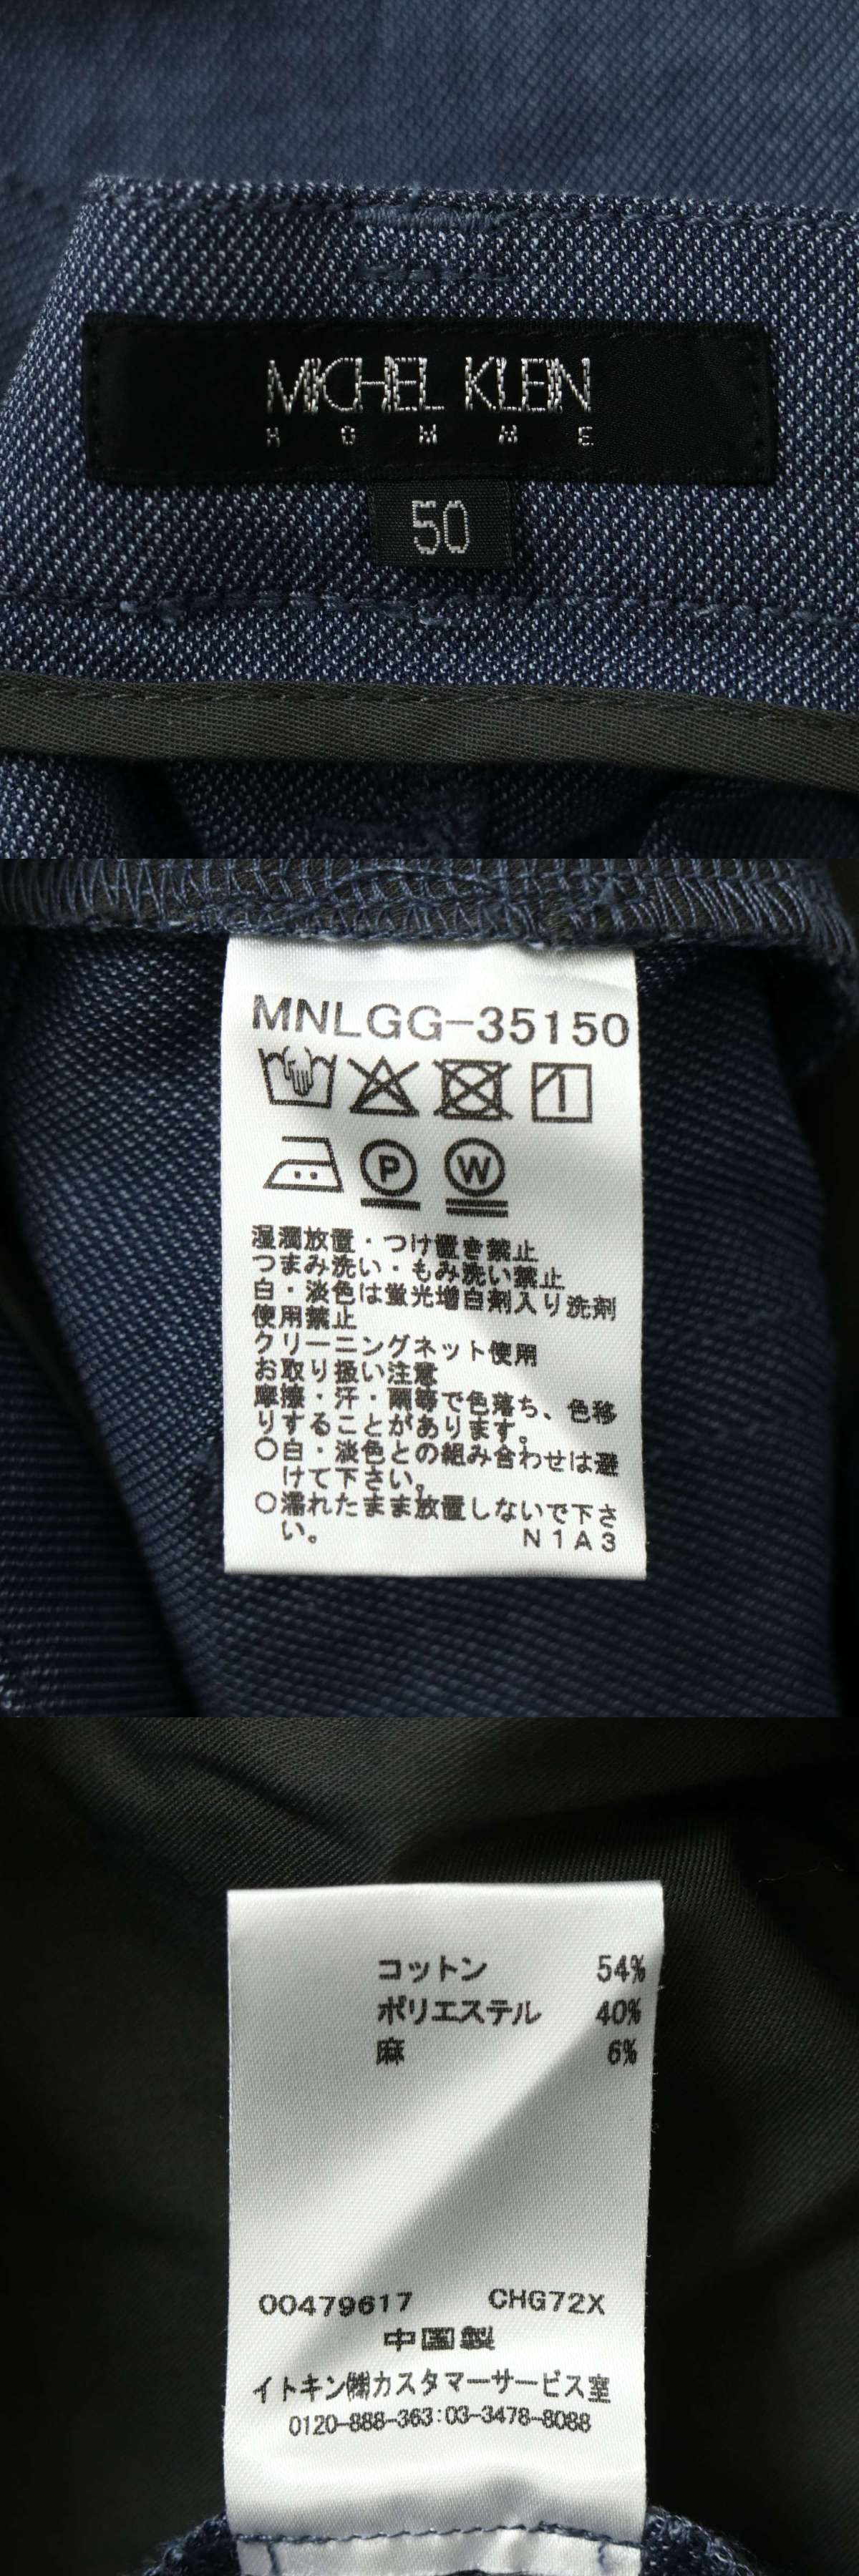 MICHEL KLEIN
HOMME
50
MNLGG-35150
P W
湿潤放置・つけ置き禁止
つまみ洗い・もみ洗い禁止
白・淡色は蛍光増白剤入り洗剤
使用禁止
クリーニングネット使用
お取り扱い注意
摩擦・汗・雨等で色落ち、色移
りすることがあります。
○白・淡色との組み合わせは避
けて下さい。
○濡れたまま放置しないで下さ
い。 N1A3
コットン 54%
ポリエステル 40%
麻 6%
00479617 CHG72X
中国製
イトキン㈱カスタマーサービス室
0120-888-363:03-3478-8088